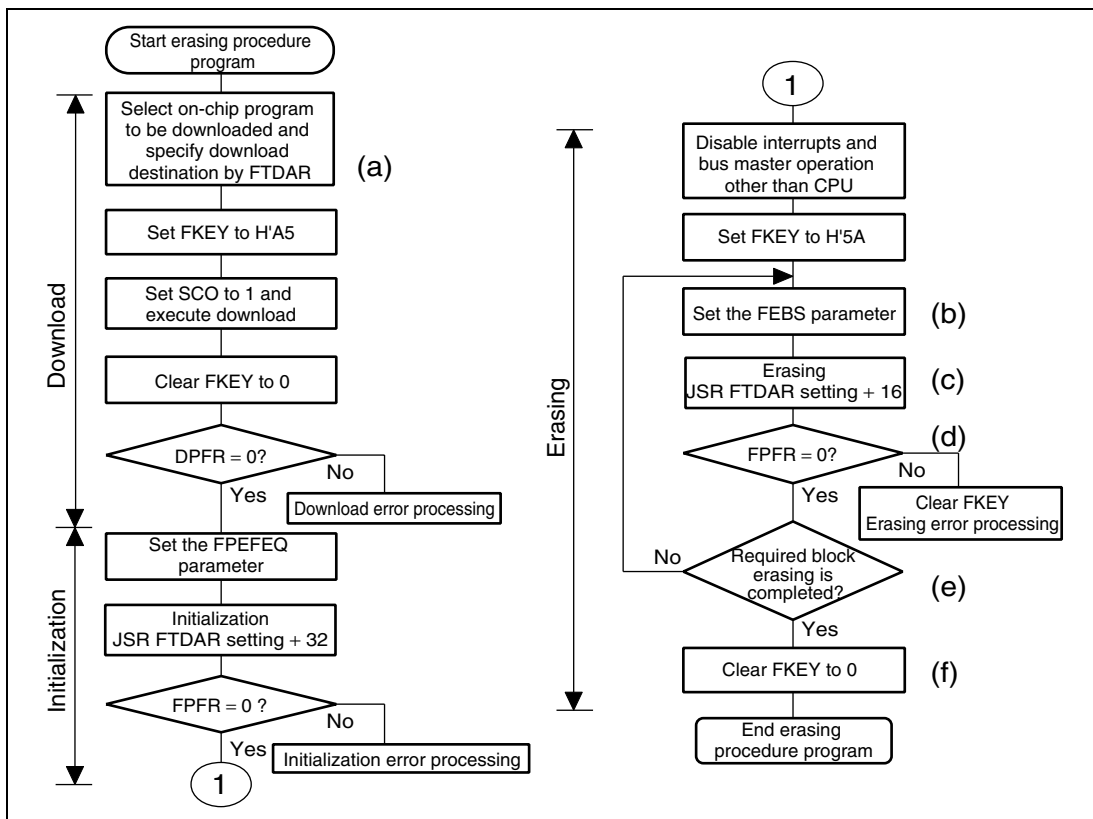 Start erasing procedure
program
Select on-chip program
to be downloaded and
specify download
destination by FTDAR
(a)
Set FKEY to H'A5
Set SCO to 1 and
execute download
Clear FKEY to 0
DPFR = 0?
No
Yes
Download error processing
Download
Set the FPEFEQ
parameter
Initialization
JSR FTDAR setting + 32
FPFR = 0 ?
No
Yes
Initialization error processing
Initialization
1
1
Disable interrupts and
bus master operation
other than CPU
Set FKEY to H'5A
Set the FEBS parameter
(b)
Erasing
JSR FTDAR setting + 16
(c)
(d)
FPFR = 0?
No
Yes
Clear FKEY
Erasing error processing
Erasing
No
Required block
erasing is
completed?
(e)
Yes
Clear FKEY to 0
(f)
End erasing
procedure program